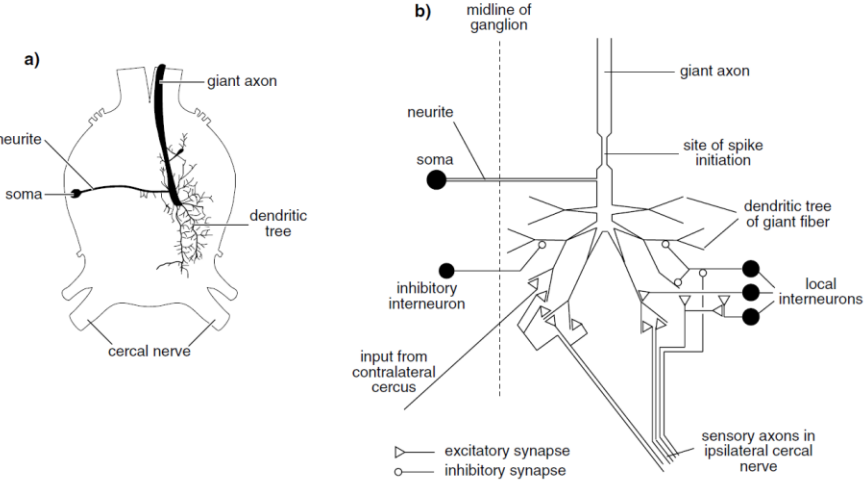 a)
giant axon
neurite
soma
dendritic
tree
cercal nerve
b)
midline of
ganglion
giant axon
neurite
site of spike
initiation
soma
dendritic tree
of giant fiber
inhibitory
interneuron
local
interneurons
input from
contralateral
cercus
sensory axons in
ipsilateral cercal
nerve
excitatory synapse
inhibitory synapse